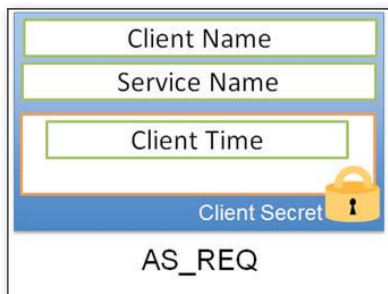 Client Name
Service Name
Client Time
Client Secret
AS_REQ